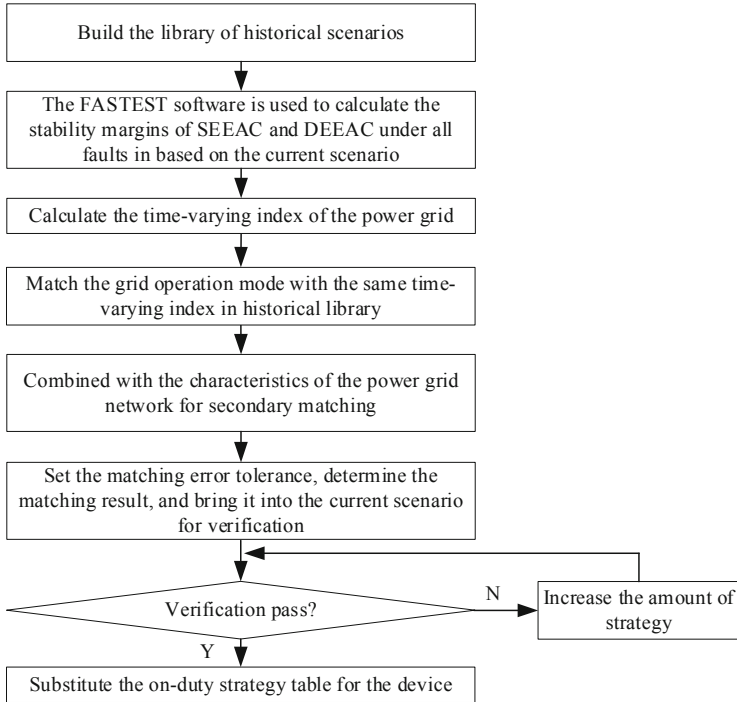 Build the library of historical scenarios
The FASTEST software is used to calculate the
stability margins of SEEAC and DEEAC under all
faults in based on the current scenario
Calculate the time-varying index of the power grid
Match the grid operation mode with the same time-
varying index in historical library
Combined with the characteristics of the power grid
network for secondary matching
Set the matching error tolerance, determine the
matching result, and bring it into the current scenario
for verification
Verification pass?
N
Increase the amount of
strategy
Y
Substitute the on-duty strategy table for the device